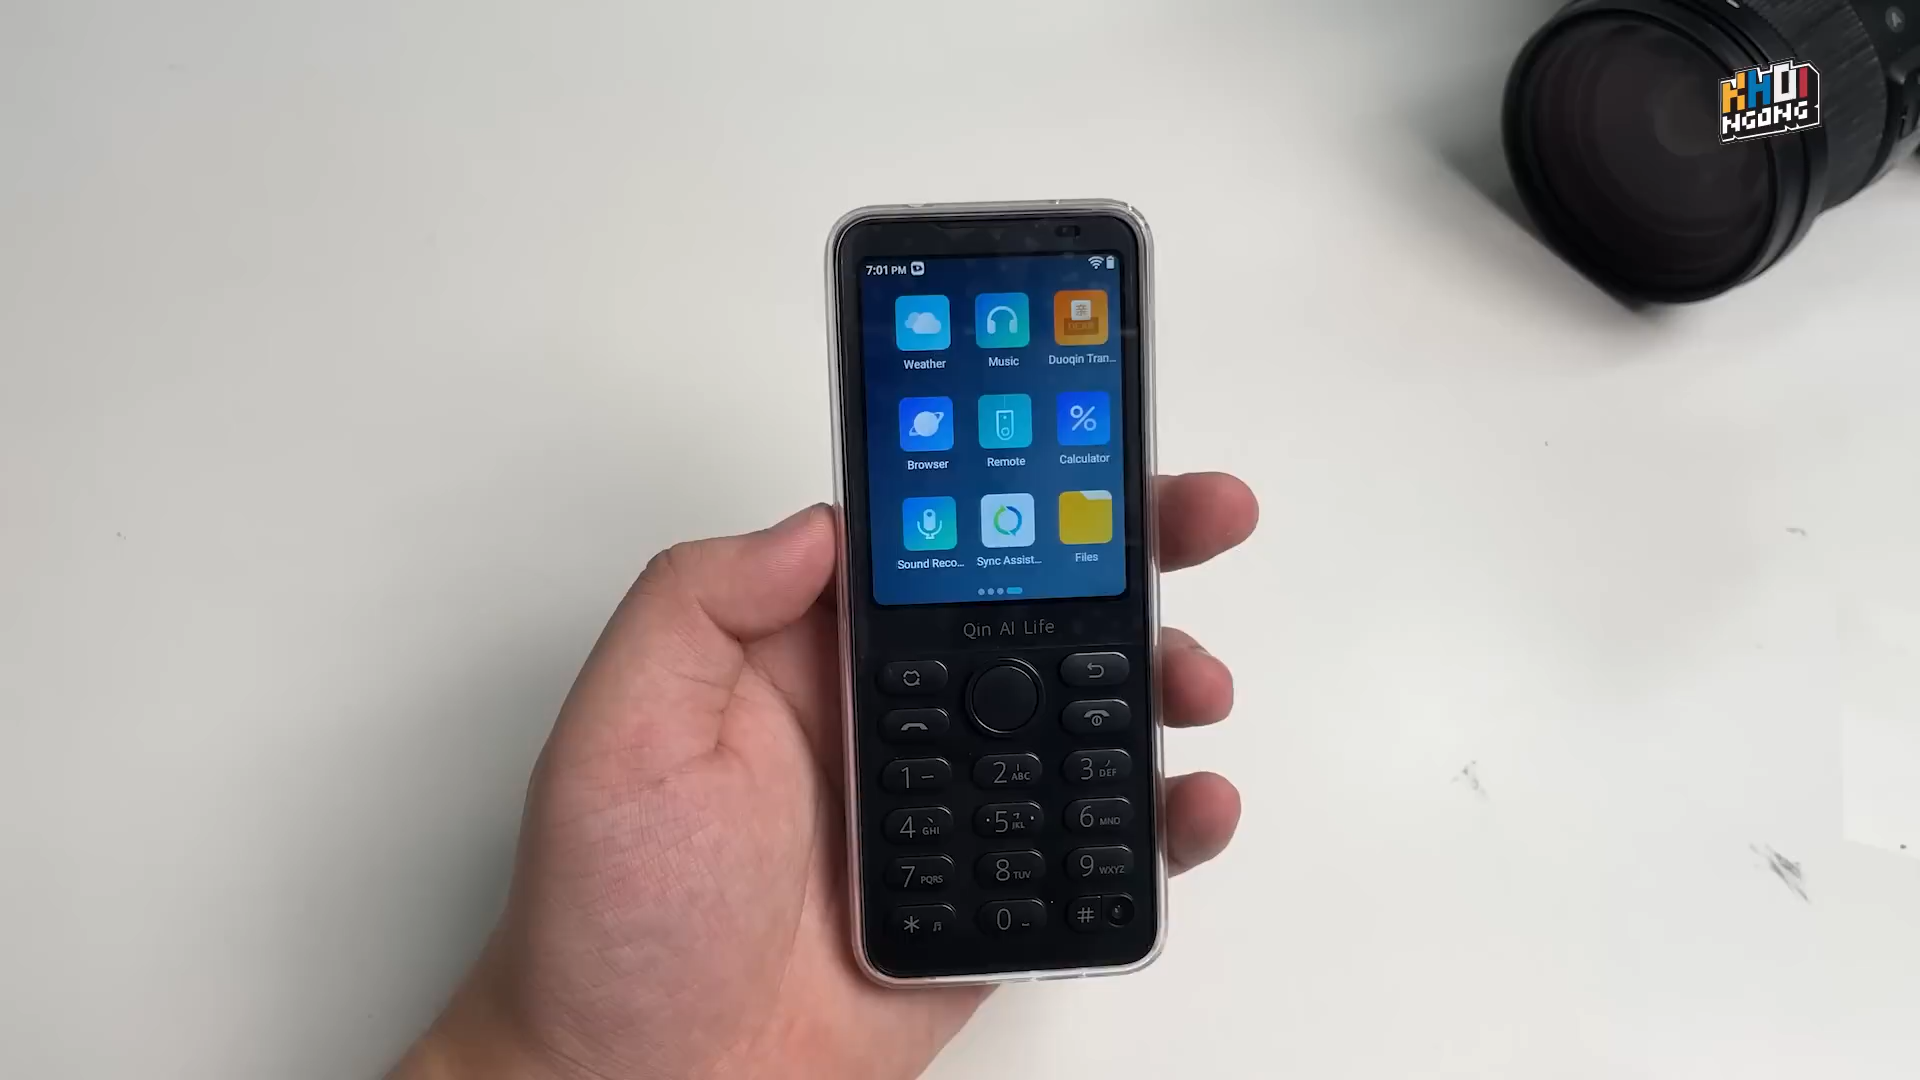 KHOI
NGONG
7:01 PM
Weather
Music
Duoqin Tran...
Browser
Remote
Calculator
Sound Reco...
Sync Assist...
Files
Qin AI Life
1
2 ABC
3 DEF
4 GHI
5 JKL
6 MNO
7 PQRS
8 TUV
9 WXYZ
*
0
#